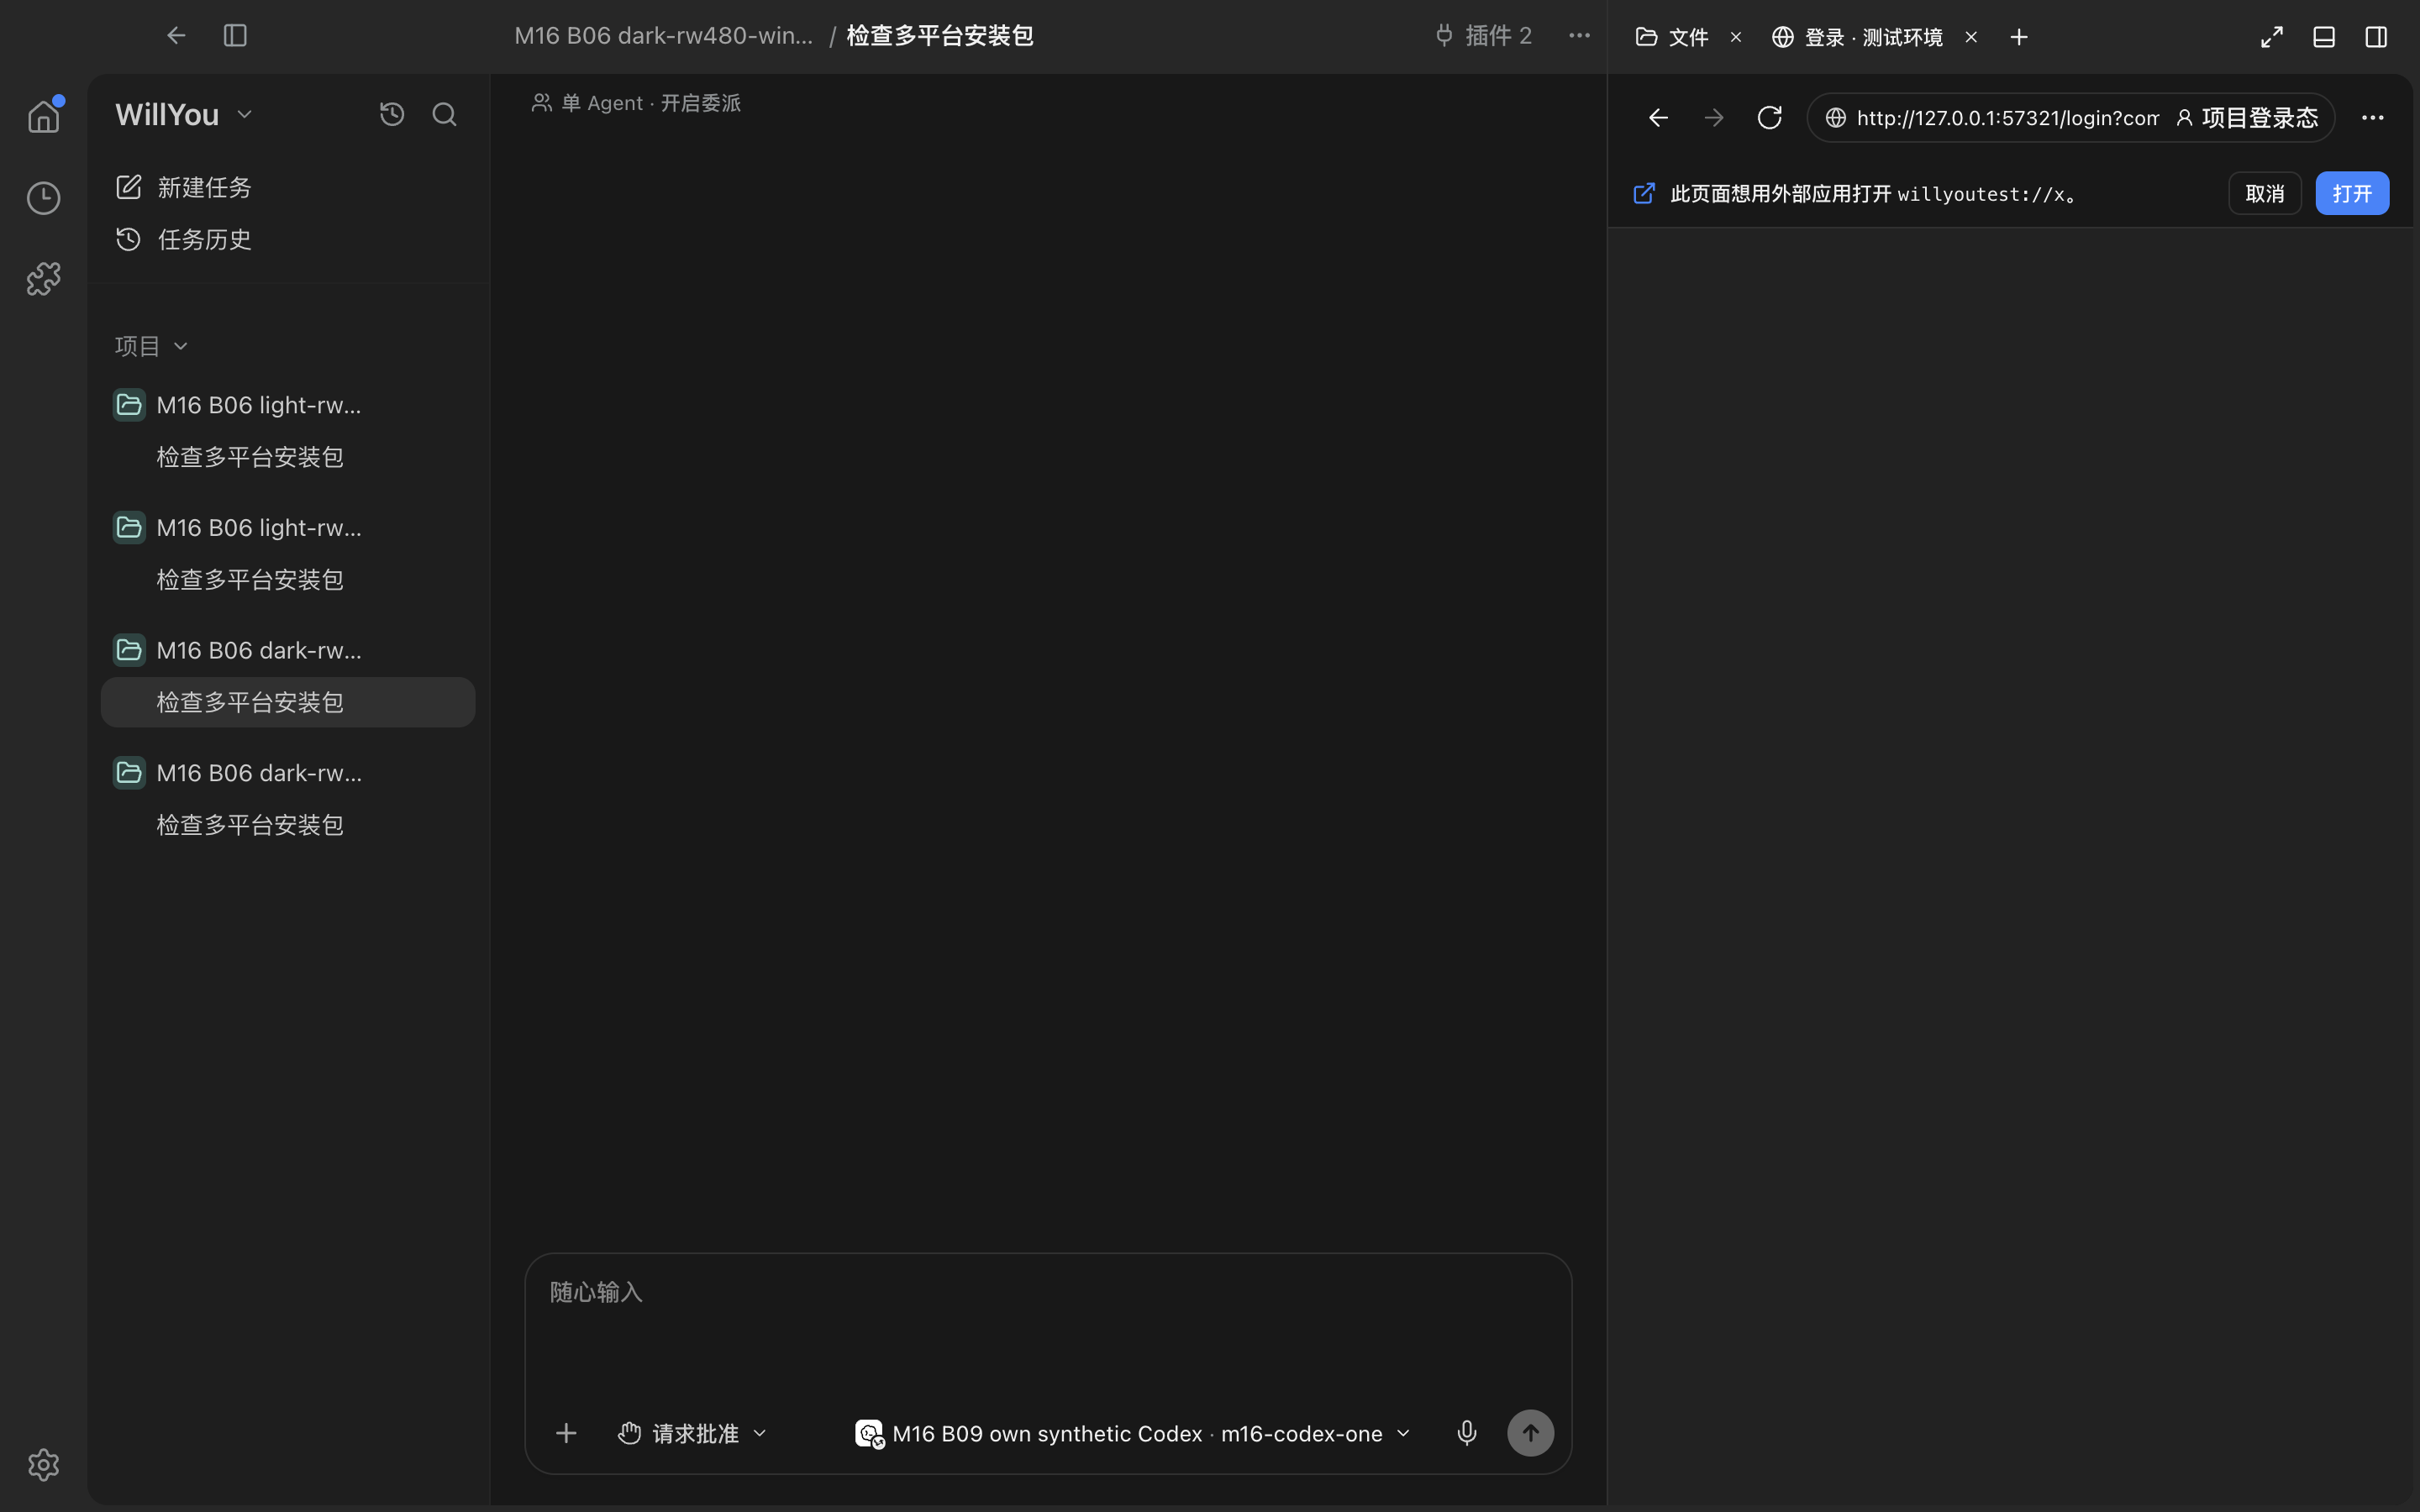 M16 B06 dark-rw480-win... / 检查多平台安装包
插件 2
文件
登录 · 测试环境
WillYou
新建任务
任务历史
项目
M16 B06 light-rw...
检查多平台安装包
M16 B06 light-rw...
检查多平台安装包
M16 B06 dark-rw...
检查多平台安装包
M16 B06 dark-rw...
检查多平台安装包
单 Agent · 开启委派
随心输入
请求批准
M16 B09 own synthetic Codex · m16-codex-one
http://127.0.0.1:57321/login?com
项目登录态
此页面想用外部应用打开 willyoutest://x。
取消
打开